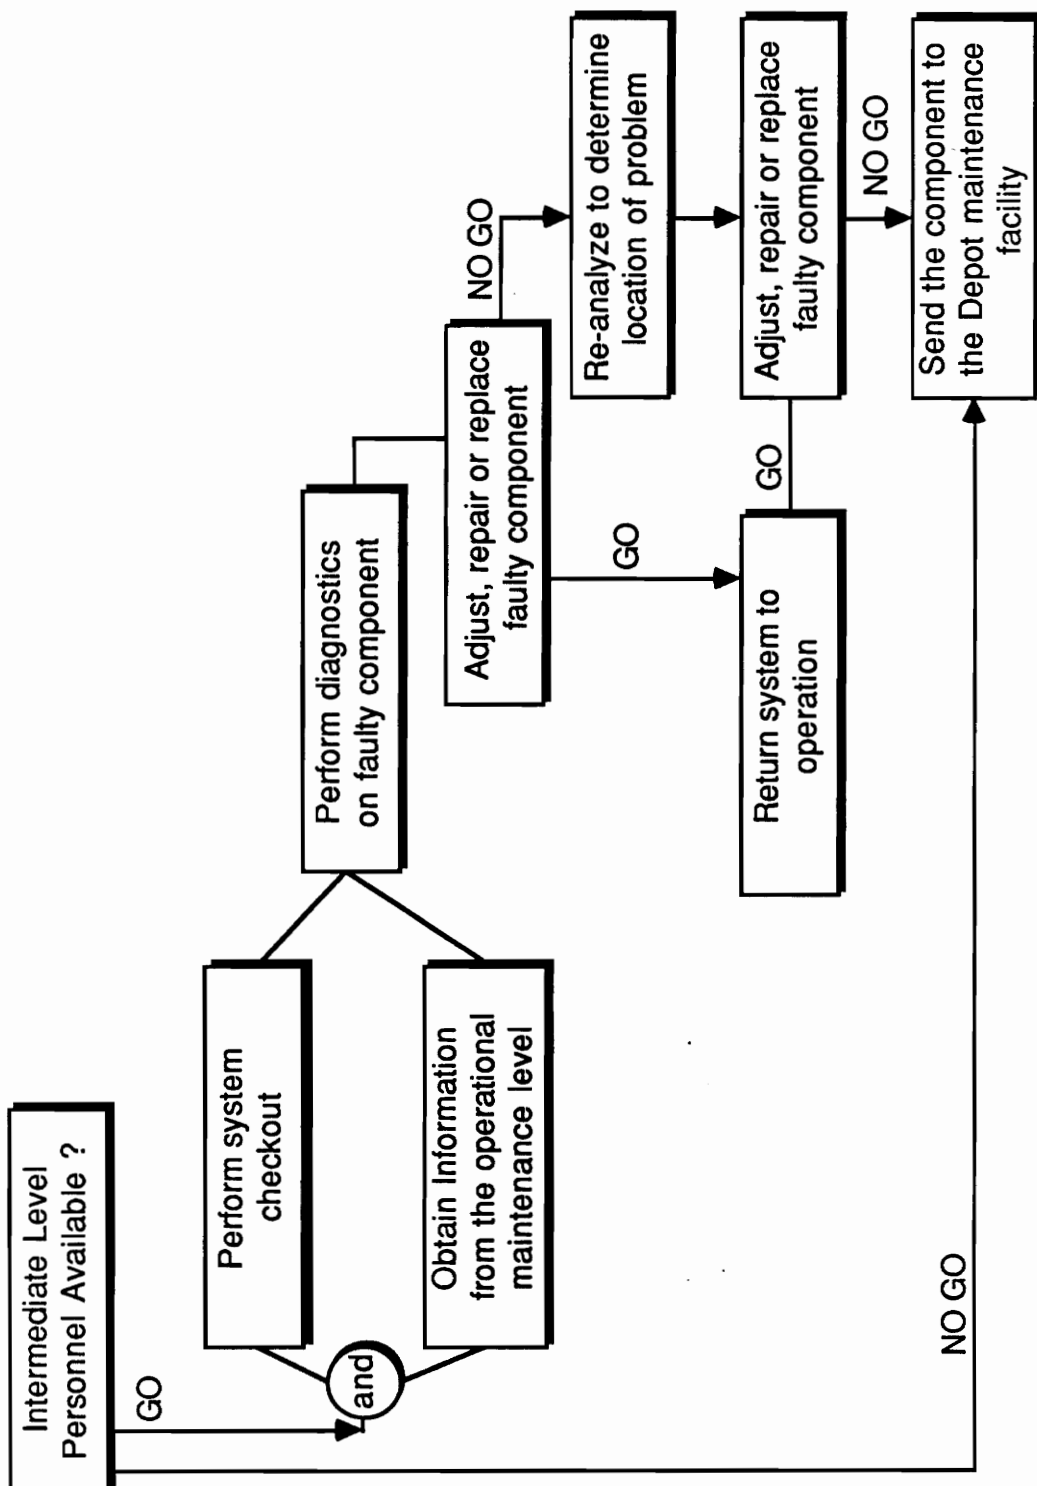 Intermediate Level
Personnel Available ?
GO
and
Perform system
checkout
Obtain Information
from the operational
maintenance level
Perform diagnostics
on faulty component
Adjust, repair or replace
faulty component
NO GO
GO
Re-analyze to determine
location of problem
Adjust, repair or replace
faulty component
GO
Return system to
operation
NO GO
Send the component to
the Depot maintenance
facility
NO GO